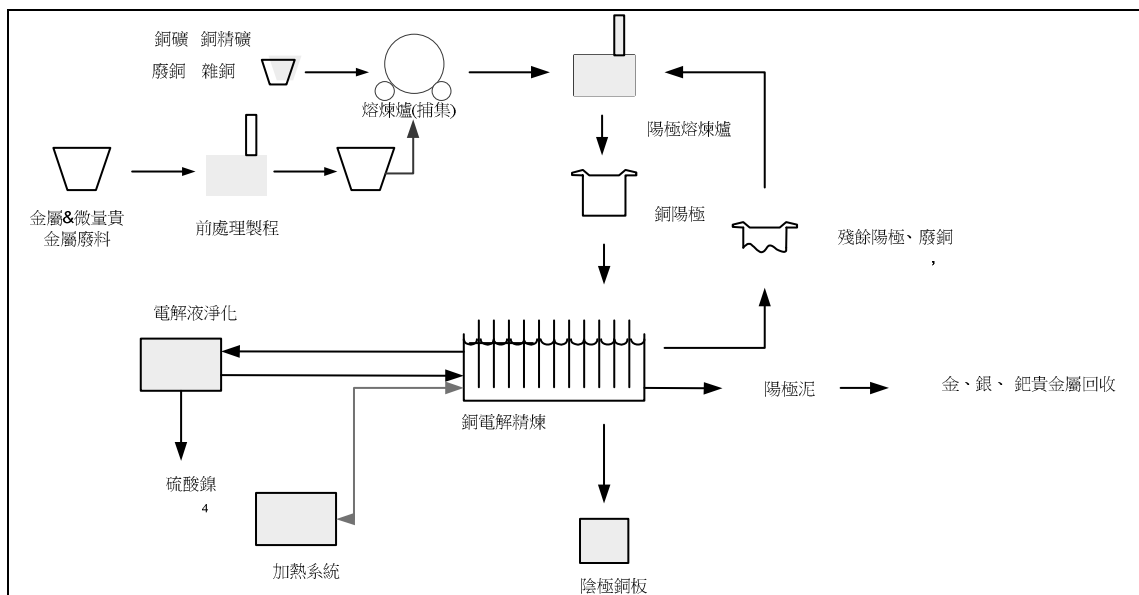 銅礦 銅精礦
廢銅 雜銅
熔煉爐(捕集)
陽極熔煉爐
金屬&微量貴
金屬廢料
前處理製程
銅陽極
殘餘陽極、廢銅
,
電解液淨化
陽極泥
金、銀、 鈀貴金屬回收
銅電解精煉
硫酸鎳
4
加熱系統
陰極銅板